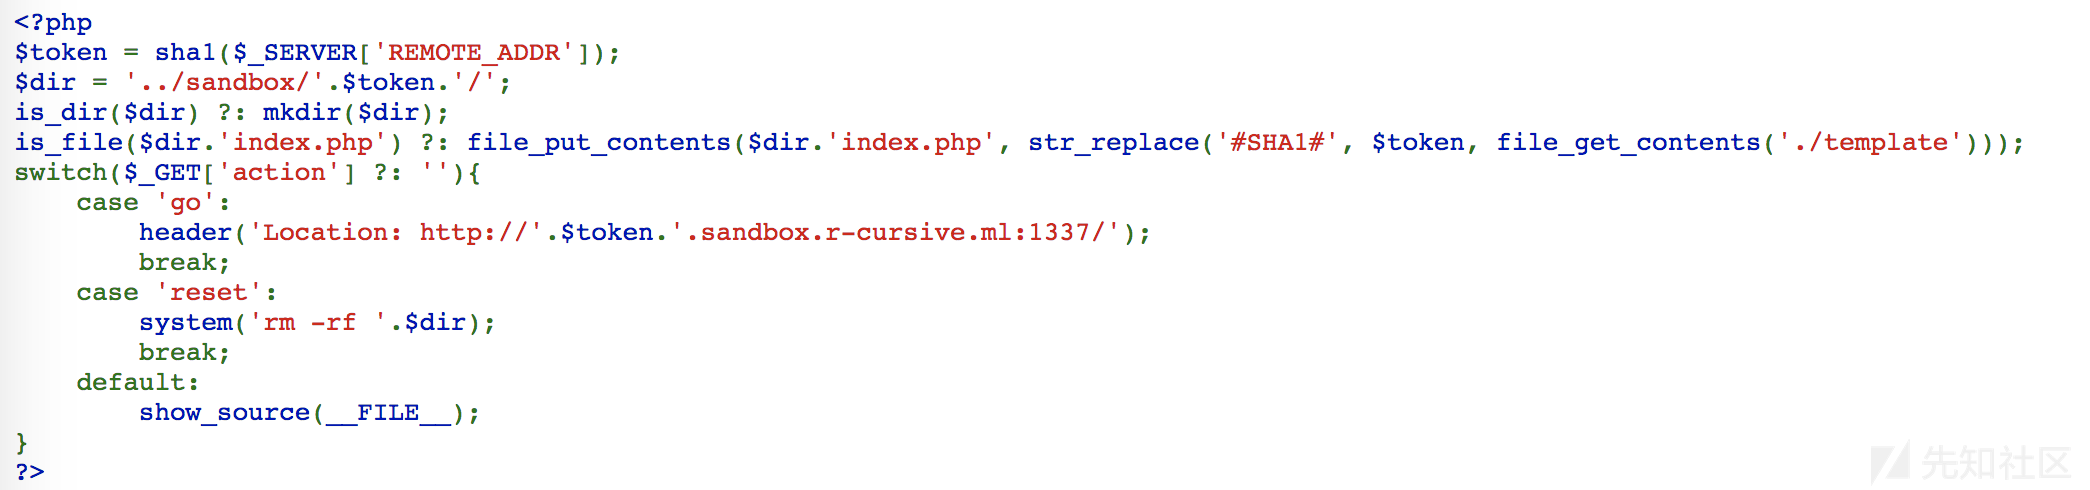 <?php
$token = sha1($_SERVER['REMOTE_ADDR']);
$dir = '../sandbox/'.$token.'/';
is_dir($dir) ?: mkdir($dir);
is_file($dir.'index.php') ?: file_put_contents($dir.'index.php', str_replace('#SHA1#', $token, file_get_contents('./template')));
switch($_GET['action'] ?: ''){
    case 'go':
        header('Location: http://'.$token.'.sandbox.r-cursive.ml:1337/');
        break;
    case 'reset':
        system('rm -rf '.$dir);
        break;
    default:
        show_source(__FILE__);
}
?>
先知社区